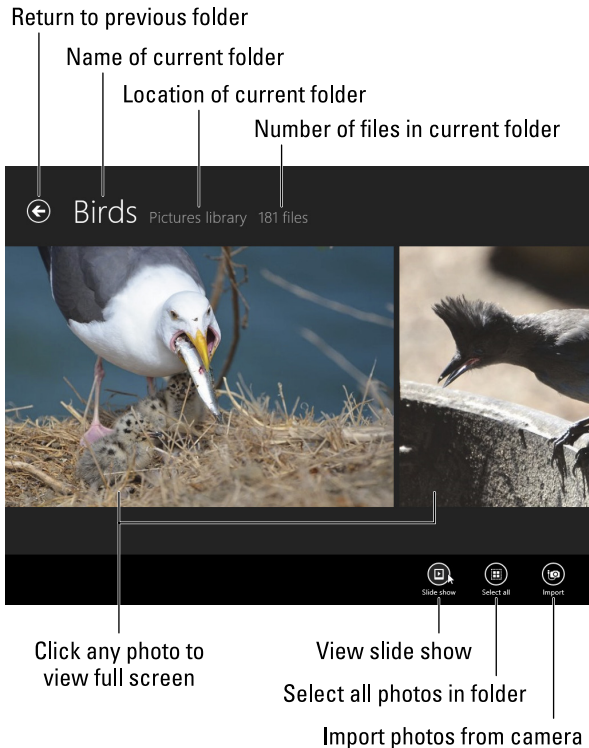 Return to previous folder
Name of current folder
Location of current folder
Number of files in current folder
Birds Pictures library 181 files
Slide show Select all Import
Click any photo to
view full screen
View slide show
Select all photos in folder
Import photos from camera